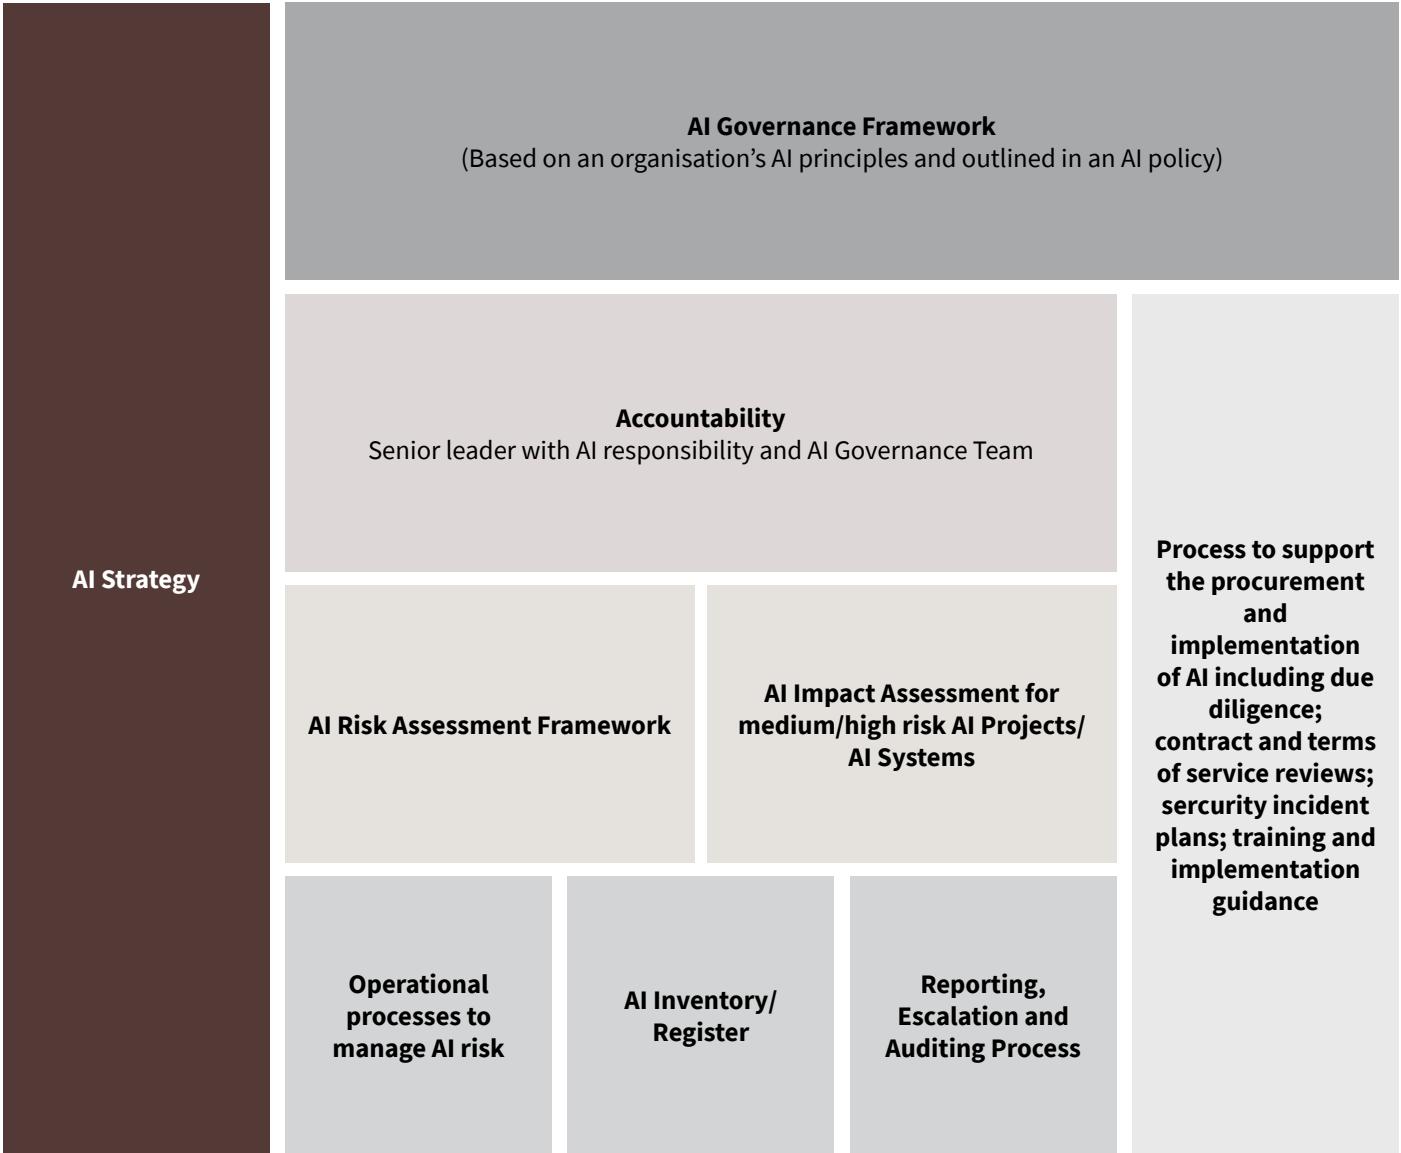 AI Strategy
AI Governance Framework
(Based on an organisation’s AI principles and outlined in an AI policy)
Accountability
Senior leader with AI responsibility and AI Governance Team
AI Risk Assessment Framework
AI Impact Assessment for
medium/high risk AI Projects/
AI Systems
Operational
processes to
manage AI risk
AI Inventory/
Register
Reporting,
Escalation and
Auditing Process
Process to support
the procurement
and
implementation
of AI including due
diligence;
contract and terms
of service reviews;
sercurity incident
plans; training and
implementation
guidance